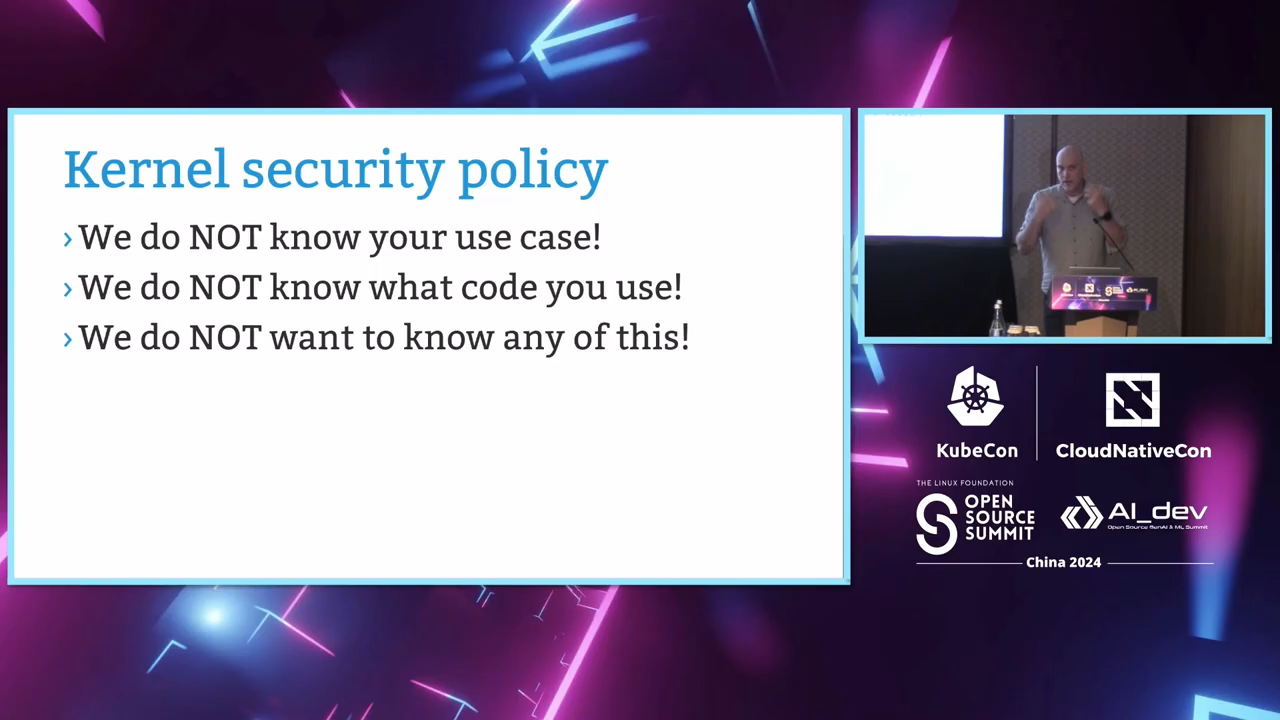 Kernel security policy
› We do NOT know your use case!
› We do NOT know what code you use!
› We do NOT want to know any of this!
KubeCon
CloudNativeCon
THE LINUX FOUNDATION
OPEN
SOURCE
SUMMIT
AI_dev
Open Source GenAI & ML Summit
China 2024